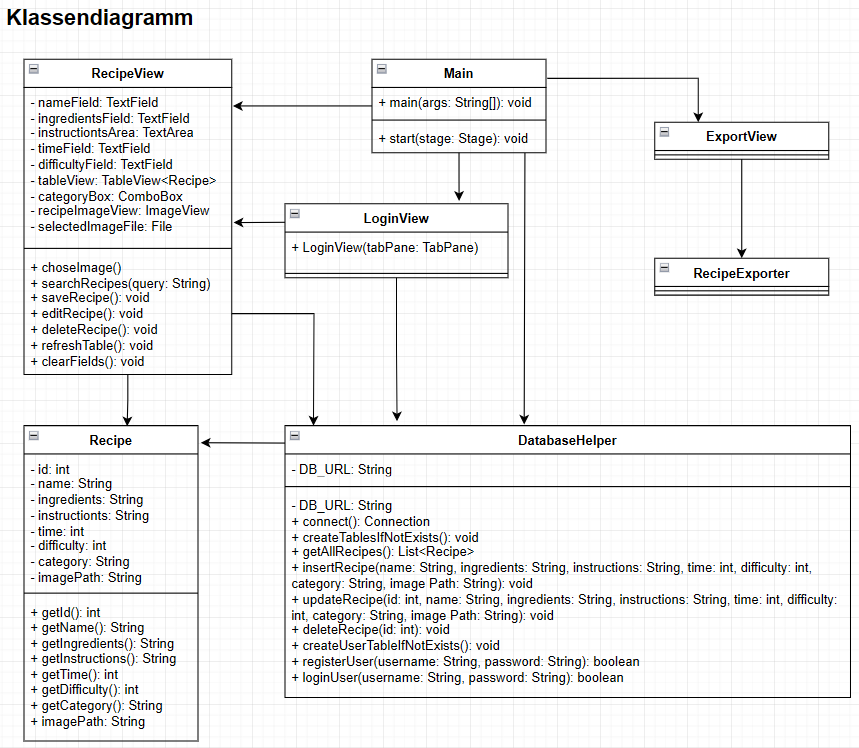 Klassendiagramm
RecipeView
- nameField: TextField
- ingredientsField: TextField
- instructiontsArea: TextArea
- timeField: TextField
- difficultyField: TextField
- tableView: TableView<Recipe>
- categoryBox: ComboBox
- recipeImageView: ImageView
- selectedImageFile: File
+ choseImage()
+ searchRecipes(query: String)
+ saveRecipe(): void
+ editRecipe(): void
+ deleteRecipe(): void
+ refreshTable(): void
+ clearFields(): void
Main
+ main(args: String[]): void
+ start(stage: Stage): void
ExportView
LoginView
+ LoginView(tabPane: TabPane)
RecipeExporter
Recipe
- id: int
- name: String
- ingredients: String
- instructionts: String
- time: int
- difficulty: int
- category: String
- imagePath: String
+ getId(): int
+ getName(): String
+ getIngredients(): String
+ getInstructions(): String
+ getTime(): int
+ getDifficulty(): int
+ getCategory(): String
+ imagePath: String
DatabaseHelper
- DB_URL: String
- DB_URL: String
+ connect(): Connection
+ createTablesIfNotExists(): void
+ getAllRecipes(): List<Recipe>
+ insertRecipe(name: String, ingredients: String, instructions: String, time: int, difficulty: int,
category: String, image Path: String): void
+ updateRecipe(id: int, name: String, ingredients: String, instructions: String, time: int, difficulty:
int, category: String, image Path: String): void
+ deleteRecipe(id: int): void
+ createUserTableIfNotExists(): void
+ registerUser(username: String, password: String): boolean
+ loginUser(username: String, password: String): boolean